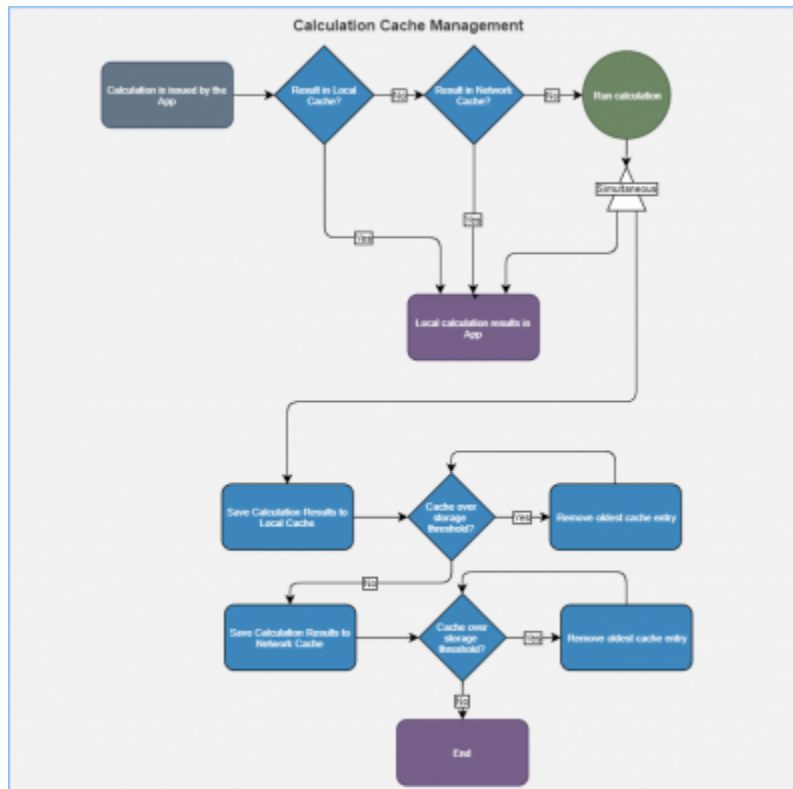 Calculation Cache Management
Calculation is issued by the
App
Result in Local
Cache?
No
Result in Network
Cache?
No
Run calculation
Simultaneous
Yes
Yes
Local calculation results in
App
Save Calculation Results to
Local Cache
Cache over
storage
threshold?
Yes
Remove oldest cache entry
No
Save Calculation Results to
Network Cache
Cache over
storage
threshold?
Yes
Remove oldest cache entry
No
End